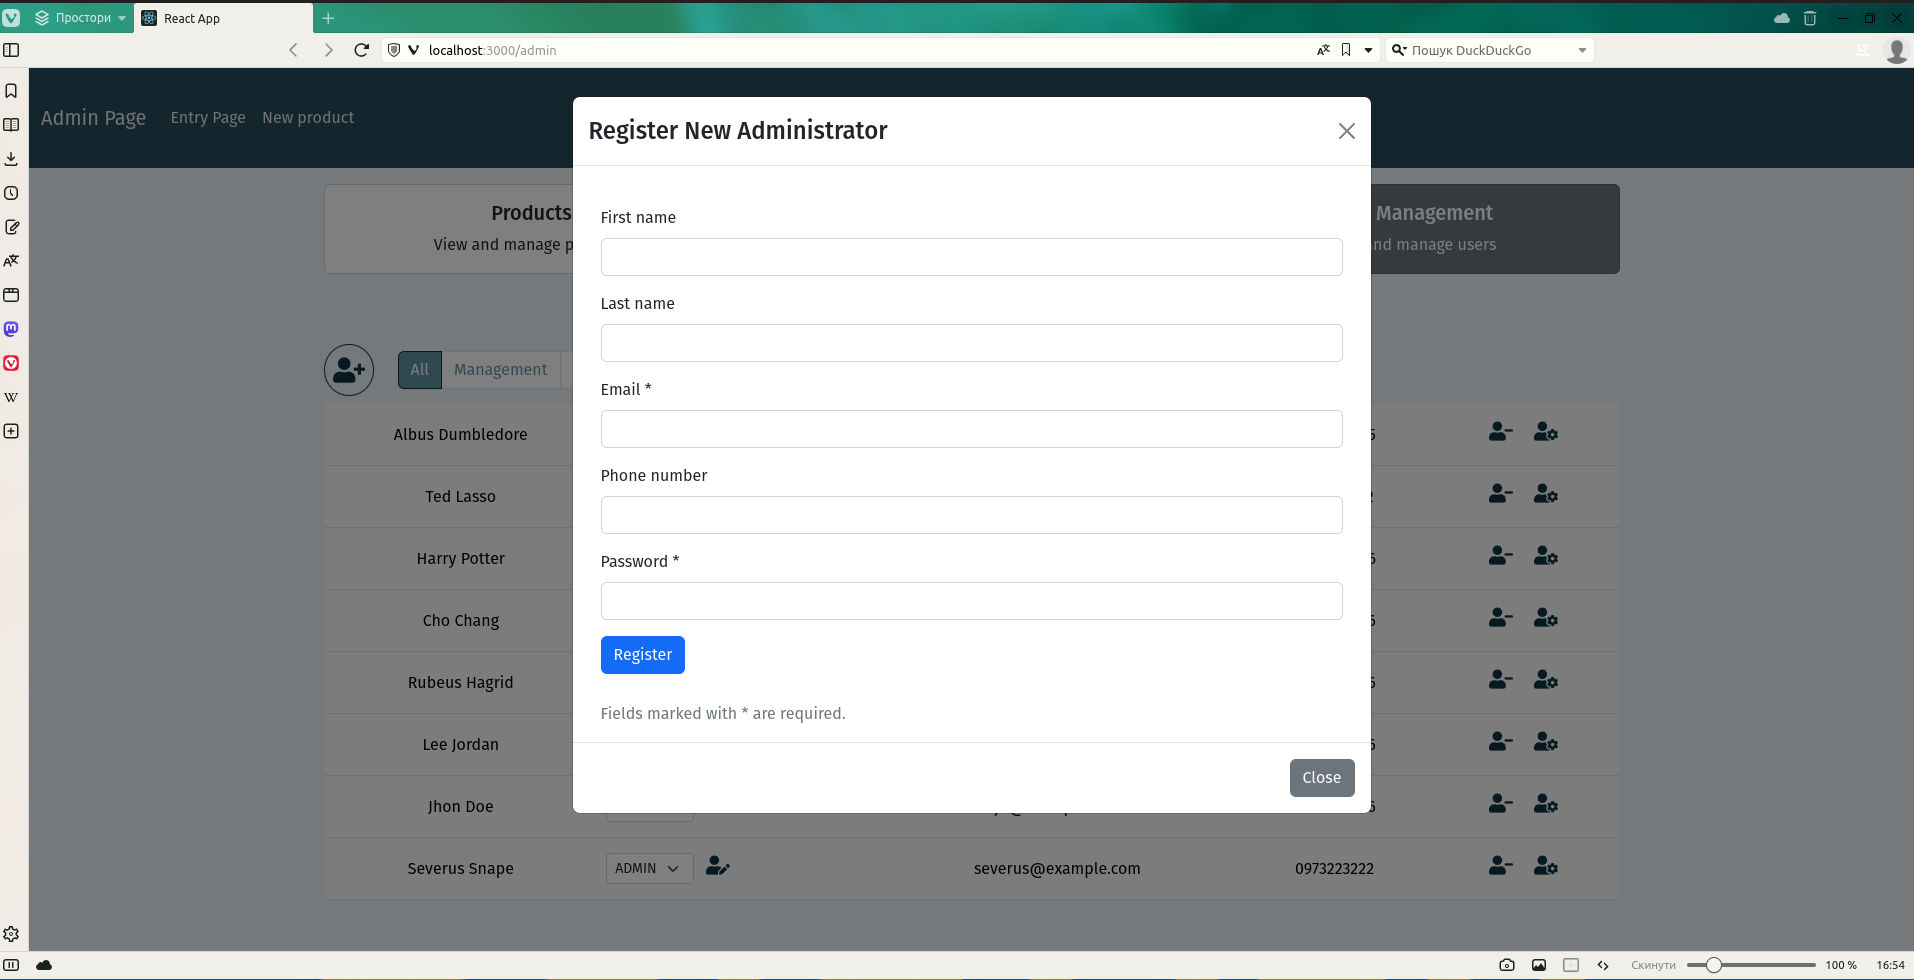 Простори
React App
localhost:3000/admin
Пошук DuckDuckGo
Admin Page
Entry Page
New product
Register New Administrator
Products
View and manage
Management
and manage users
All
Management
First name
Last name
Email *
Phone number
Password *
Register
Fields marked with * are required.
Close
Albus Dumbledore
Ted Lasso
Harry Potter
Cho Chang
Rubeus Hagrid
Lee Jordan
Jhon Doe
Severus Snape
ADMIN
severus@example.com
0973223222
Скинути
100 %
16:54